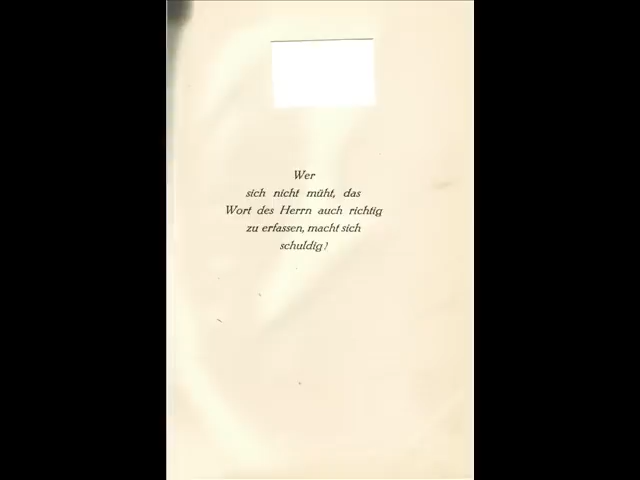 Wer
sich nicht müht, das
Wort des Herrn auch richtig
zu erfassen, macht sich
schuldig!